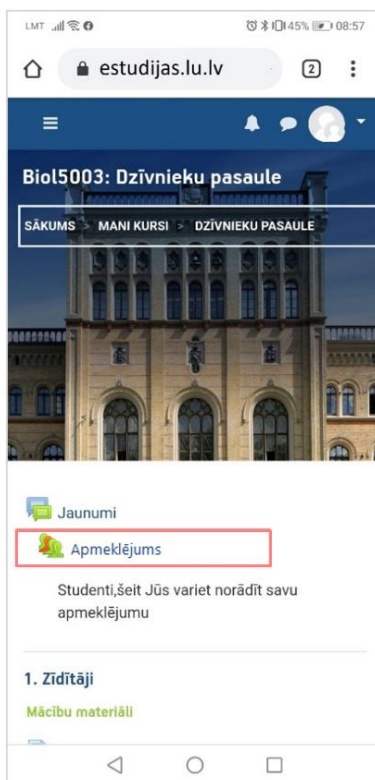 LMT 45% 08:57
estudijas.lu.lv 2
Biol5003: Dzīvnieku pasaule
SĀKUMS > MANI KURSI > DZĪVNIEKU PASAULE
Jaunumi
Apmeklējums
Studenti,šeit Jūs variet norādīt savu
apmeklējumu
1. Zīdītāji
Mācību materiāli